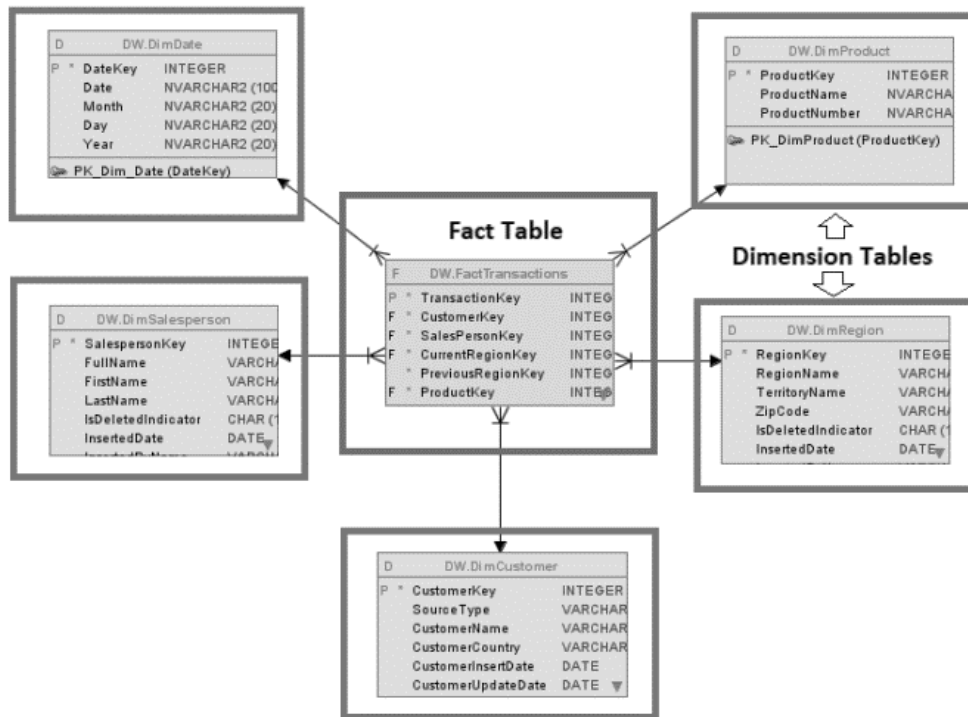 D DW.DimDate
P * DateKey INTEGER
Date NVARCHAR2 (100
Month NVARCHAR2 (20)
Day NVARCHAR2 (20)
Year NVARCHAR2 (20)
PK_Dim_Date (DateKey)
D DW.DimProduct
P * ProductKey INTEGER
ProductName NVARCHA
ProductNumber NVARCHA
PK_DimProduct (ProductKey)
Fact Table
F DW.FactTransactions
P * TransactionKey INTEG
F * CustomerKey INTEG
F * SalesPersonKey INTEG
F * CurrentRegionKey INTEG
* PreviousRegionKey INTEG
F * ProductKey INTEG
Dimension Tables
D DW.DimSalesperson
P * SalespersonKey INTEGE
FullName VARCHA
FirstName VARCHA
LastName VARCHA
IsDeletedIndicator CHAR (1
InsertedDate DATE
D DW.DimRegion
P * RegionKey INTEGE
RegionName VARCHA
TerritoryName VARCHA
ZipCode VARCHA
IsDeletedIndicator CHAR (1
InsertedDate DATE
D DW.DimCustomer
P * CustomerKey INTEGER
SourceType VARCHAR
CustomerName VARCHAR
CustomerCountry VARCHAR
CustomerInsertDate DATE
CustomerUpdateDate DATE